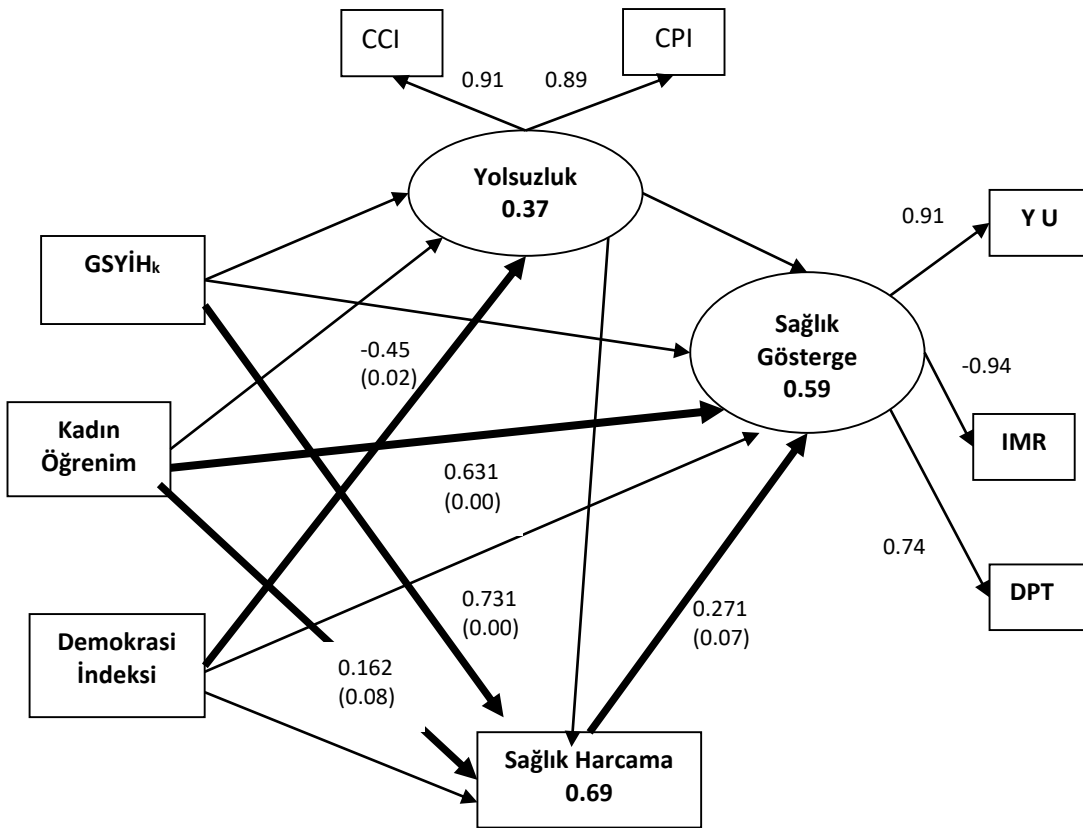 CCI
CPI
0.91
0.89
Yolsuzluk
0.37
Y U
0.91
GSYİHk
Sağlık
Gösterge
0.59
-0.45
(0.02)
-0.94
Kadın
Öğrenim
IMR
0.631
(0.00)
0.74
DPT
0.731
(0.00)
0.271
(0.07)
Demokrasi
İndeksi
0.162
(0.08)
Sağlık Harcama
0.69